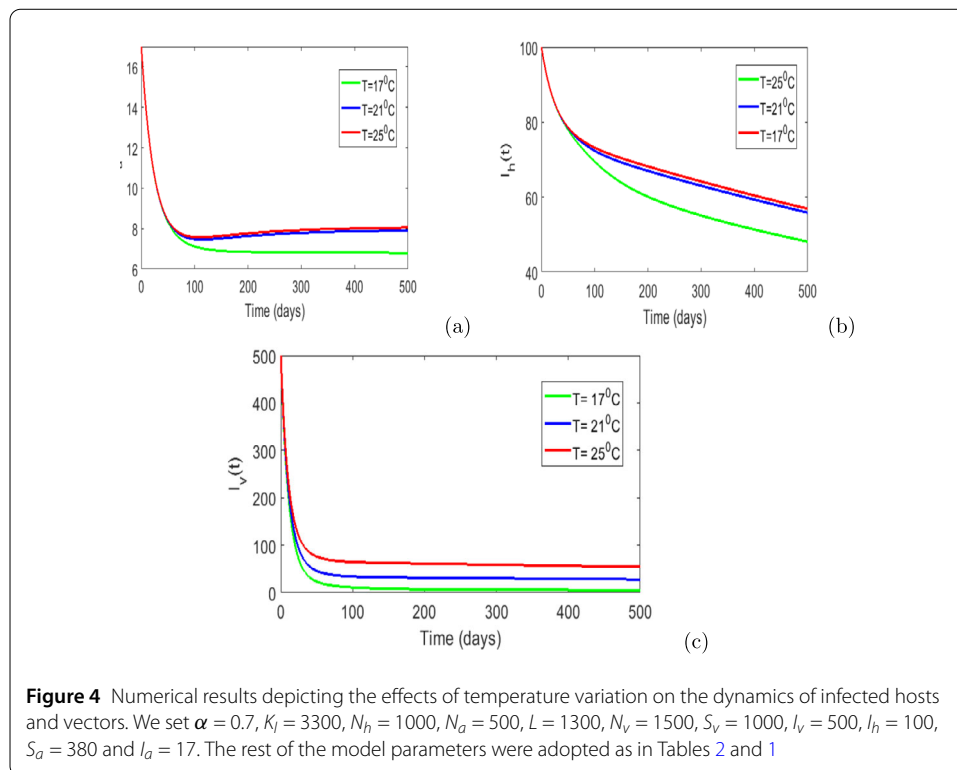 16
14
12
10
8
6
0
100
200
300
400
500
Time (days)
T=17⁰C
T=21⁰C
T=25⁰C
(a)
100
80
60
40
I_h(t)
0
100
200
300
400
500
Time (days)
T=25⁰C
T=21⁰C
T=17⁰C
(b)
500
400
300
200
100
0
I_v(t)
0
100
200
300
400
500
Time (days)
T= 17⁰C
T= 21⁰C
T= 25⁰C
(c)
Figure 4 Numerical results depicting the effects of temperature variation on the dynamics of infected hosts
and vectors. We set α = 0.7, K_l = 3300, N_h = 1000, N_a = 500, L = 1300, N_v = 1500, S_v = 1000, I_v = 500, I_h = 100,
S_a = 380 and I_a = 17. The rest of the model parameters were adopted as in Tables 2 and 1